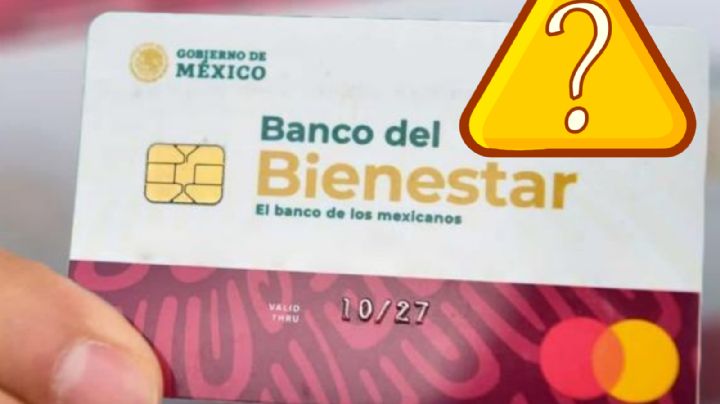 GOBIERNO DE
MÉXICO
?
Banco del
Bienestar
El banco de los mexicanos
VALID
THRU
10/27